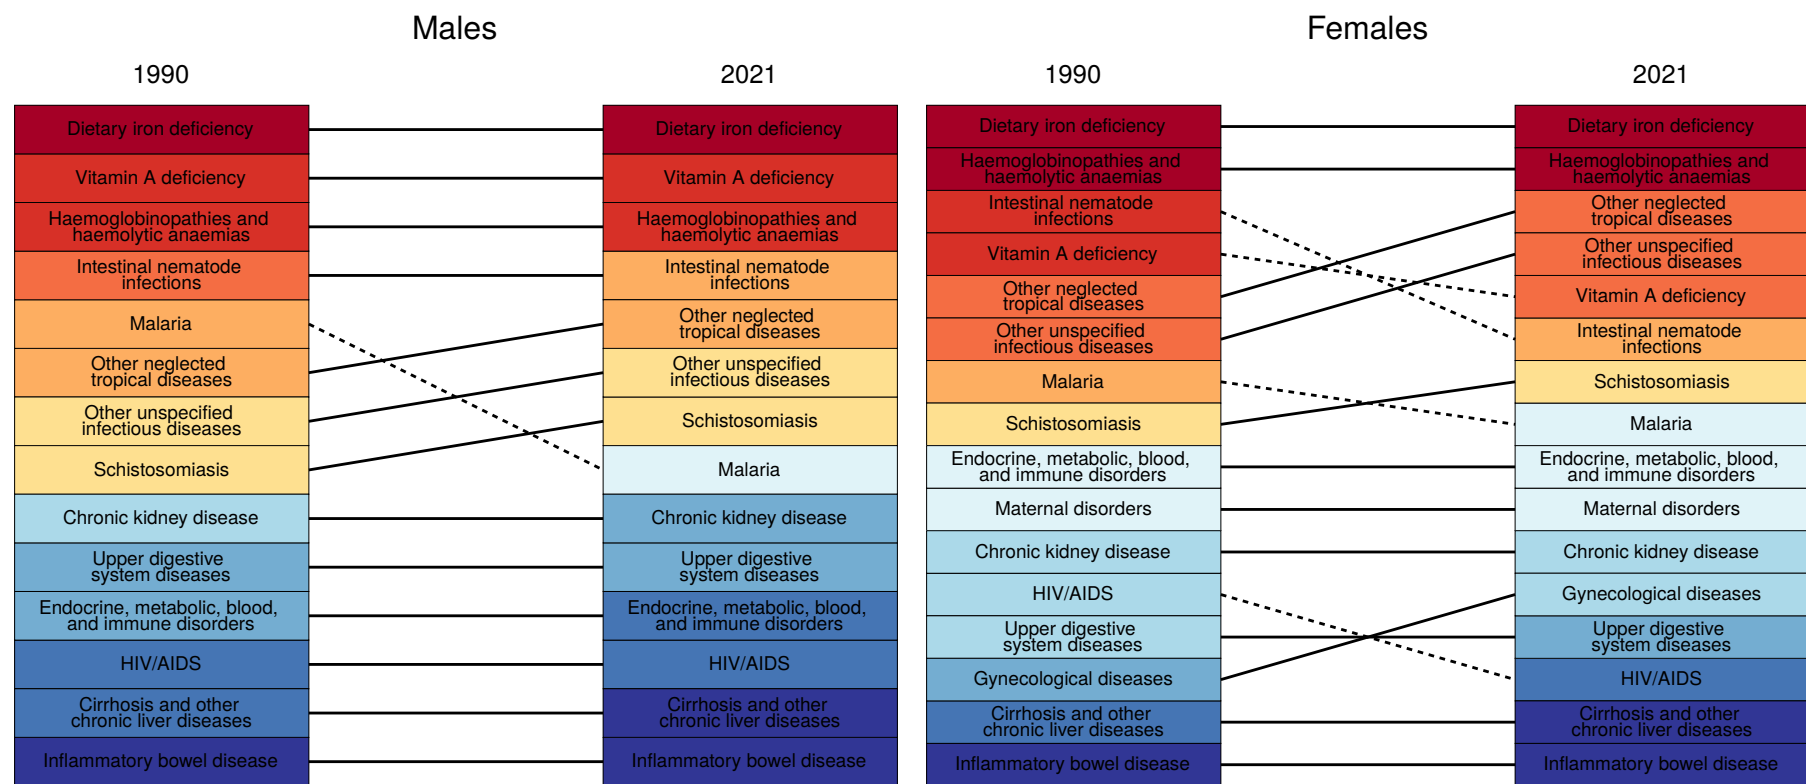 Males
1990
2021
Dietary iron deficiency
Vitamin A deficiency
Haemoglobinopathies and
haemolytic anaemias
Intestinal nematode
infections
Malaria
Other neglected
tropical diseases
Other unspecified
infectious diseases
Schistosomiasis
Chronic kidney disease
Upper digestive
system diseases
Endocrine, metabolic, blood,
and immune disorders
HIV/AIDS
Cirrhosis and other
chronic liver diseases
Inflammatory bowel disease
Dietary iron deficiency
Vitamin A deficiency
Haemoglobinopathies and
haemolytic anaemias
Intestinal nematode
infections
Other neglected
tropical diseases
Other unspecified
infectious diseases
Schistosomiasis
Malaria
Chronic kidney disease
Upper digestive
system diseases
Endocrine, metabolic, blood,
and immune disorders
HIV/AIDS
Cirrhosis and other
chronic liver diseases
Inflammatory bowel disease
Females
1990
2021
Dietary iron deficiency
Haemoglobinopathies and
haemolytic anaemias
Intestinal nematode
infections
Vitamin A deficiency
Other neglected
tropical diseases
Other unspecified
infectious diseases
Malaria
Schistosomiasis
Endocrine, metabolic, blood,
and immune disorders
Maternal disorders
Chronic kidney disease
HIV/AIDS
Upper digestive
system diseases
Gynecological diseases
Cirrhosis and other
chronic liver diseases
Inflammatory bowel disease
Dietary iron deficiency
Haemoglobinopathies and
haemolytic anaemias
Other neglected
tropical diseases
Other unspecified
infectious diseases
Vitamin A deficiency
Intestinal nematode
infections
Schistosomiasis
Malaria
Endocrine, metabolic, blood,
and immune disorders
Maternal disorders
Chronic kidney disease
Gynecological diseases
Upper digestive
system diseases
HIV/AIDS
Cirrhosis and other
chronic liver diseases
Inflammatory bowel disease